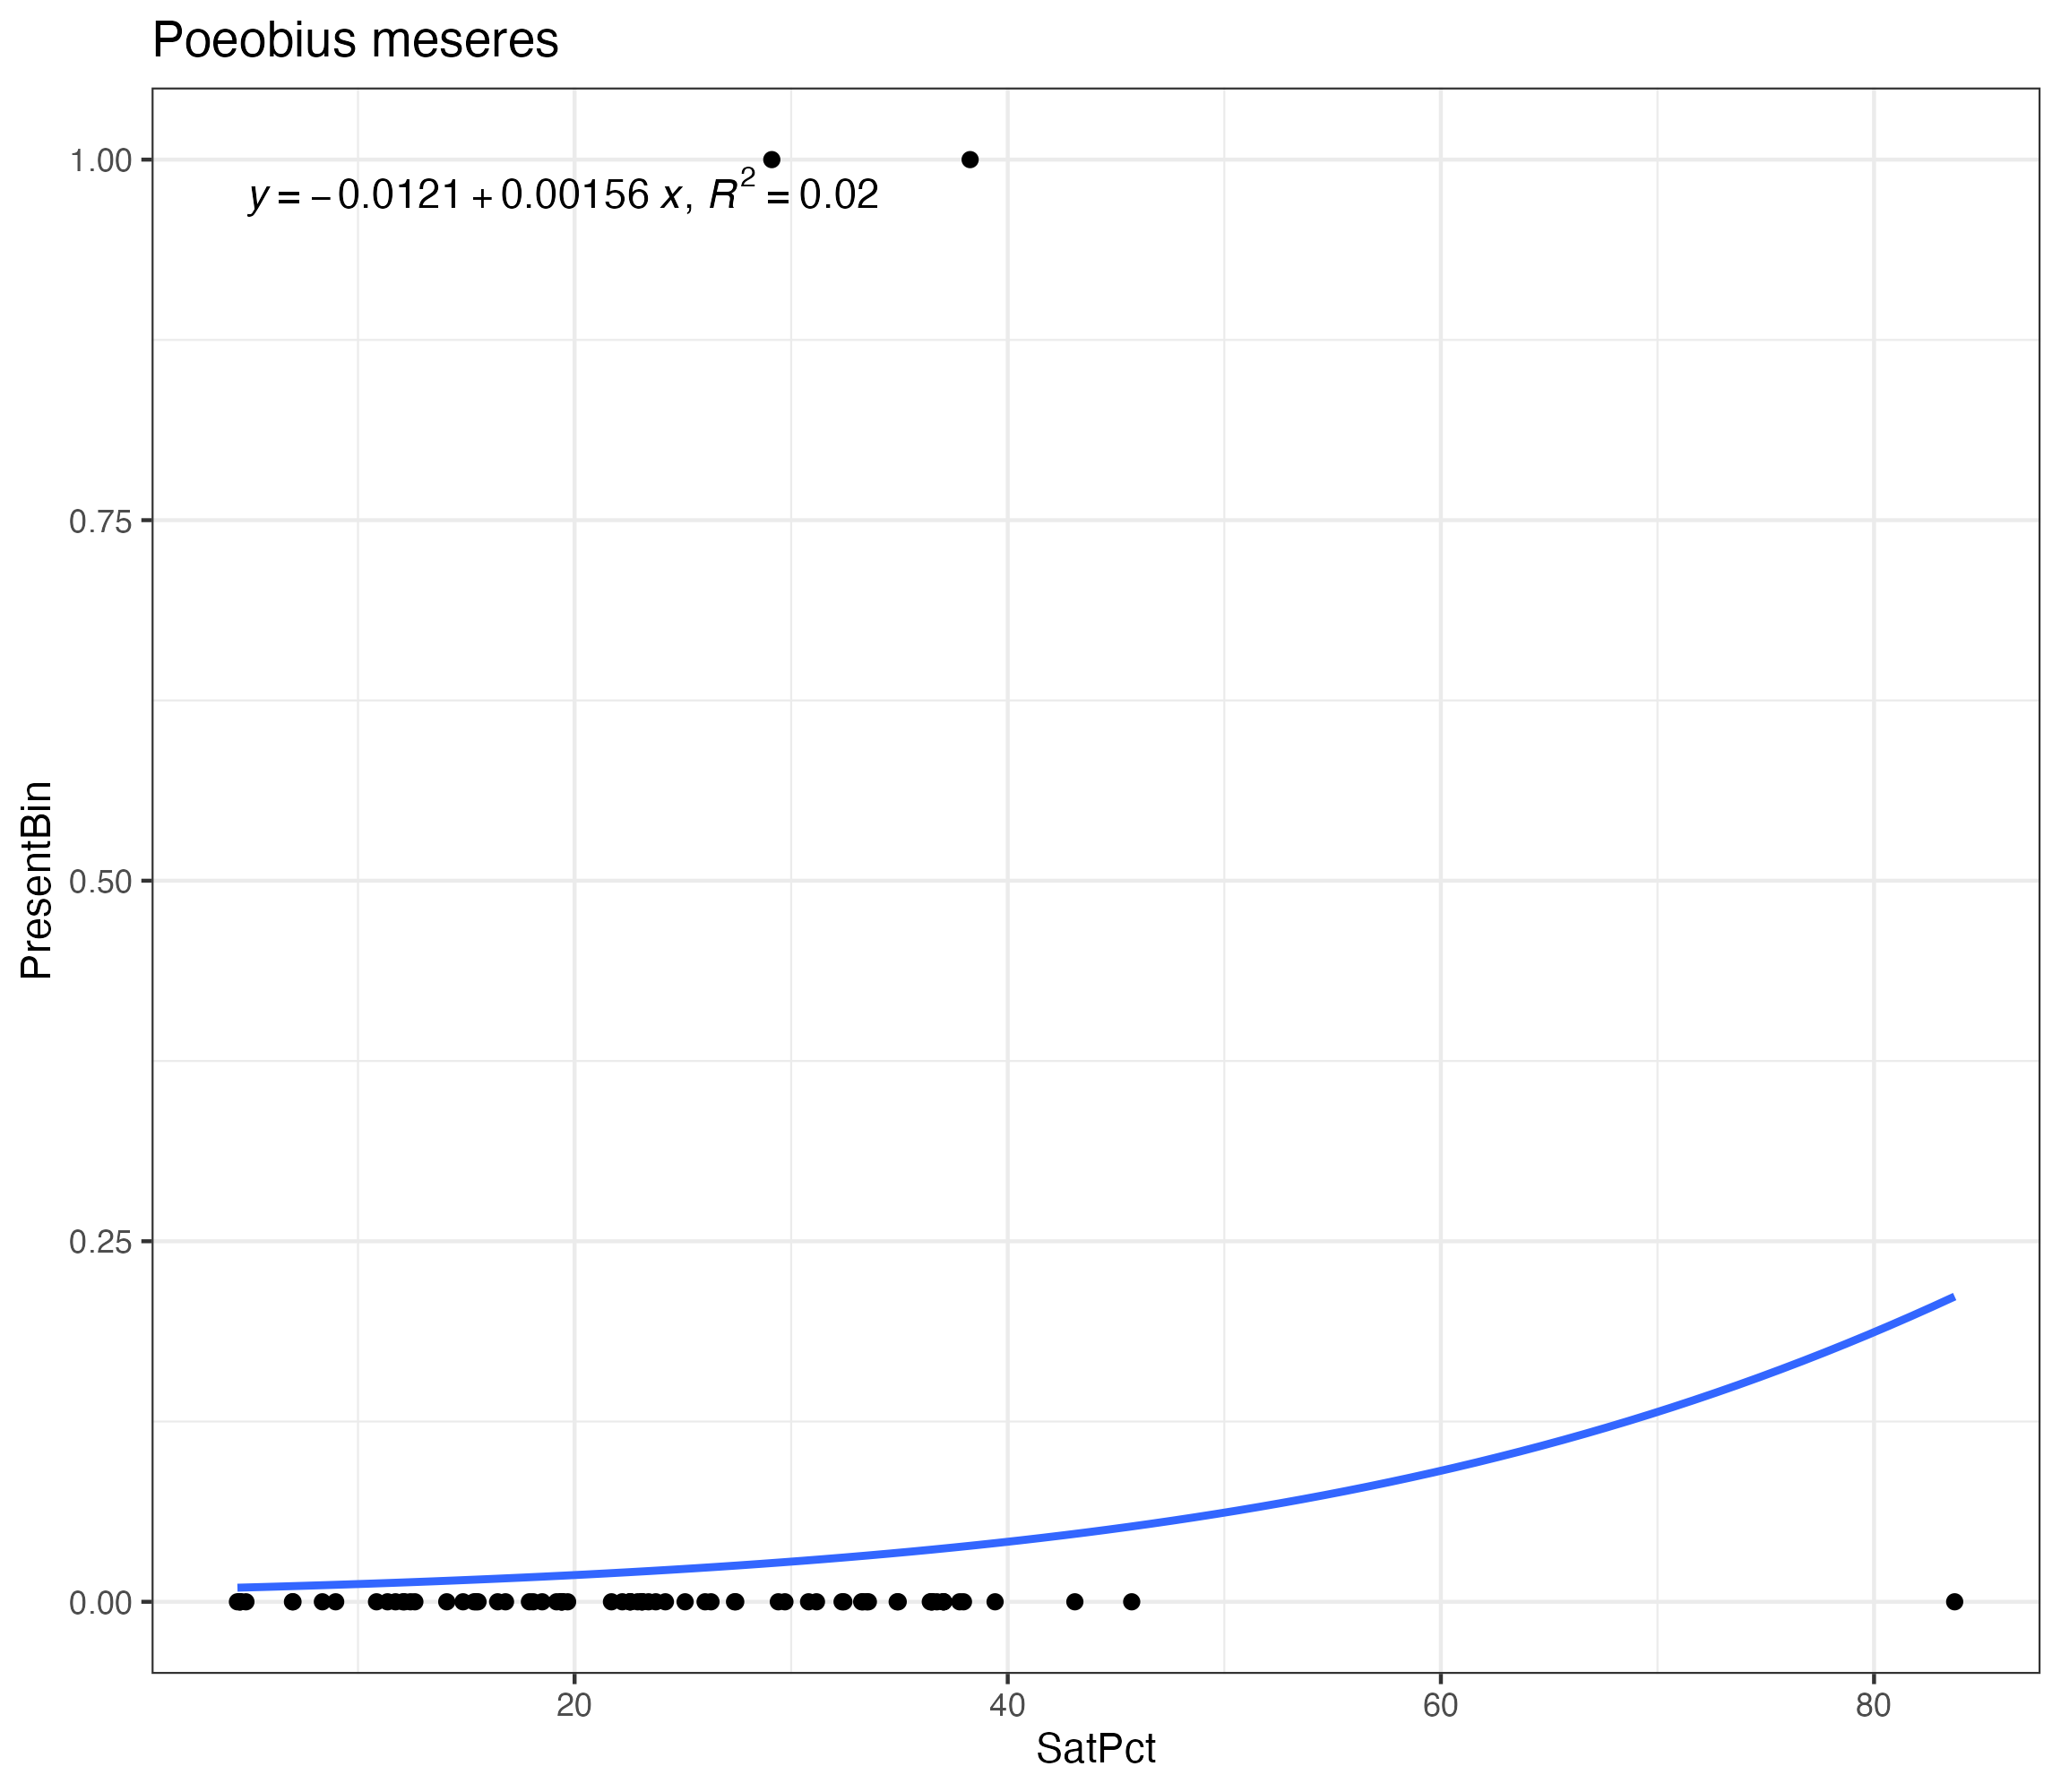 Poeobius meseres
1.00
y = −0.0121 + 0.00156 x, R² = 0.02
0.75
0.50
0.25
0.00
PresentBin
20 40 60 80
SatPct